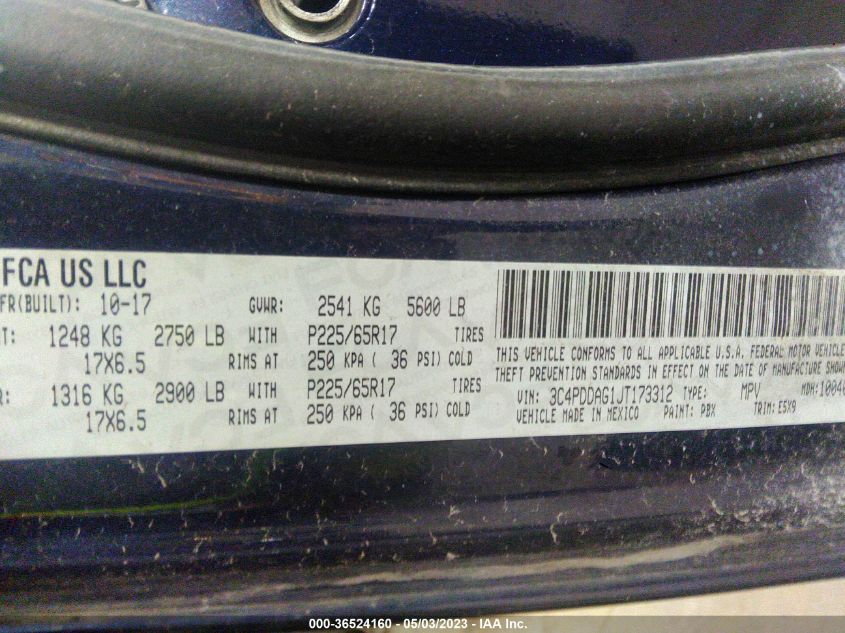 FCA US LLC
FR(BUILT): 10-17 GVWR: 2541 KG 5600 LB
T: 1248 KG 2750 LB WITH P225/65R17 TIRES
17X6.5 RIMS AT 250 KPA ( 36 PSI) COLD
R: 1316 KG 2900 LB WITH P225/65R17 TIRES
17X6.5 RIMS AT 250 KPA ( 36 PSI) COLD
THIS VEHICLE CONFORMS TO ALL APPLICABLE U.S.A. FEDERAL MOTOR VEHICLE
THEFT PREVENTION STANDARDS IN EFFECT ON THE DATE OF MANUFACTURE SHOW
VIN: 3C4PDDAG1JT173312 TYPE: MPV MDH: 10040
VEHICLE MADE IN MEXICO PAINT: PBX TRIM: E5X9
000-36524160 - 05/03/2023 - IAA Inc.